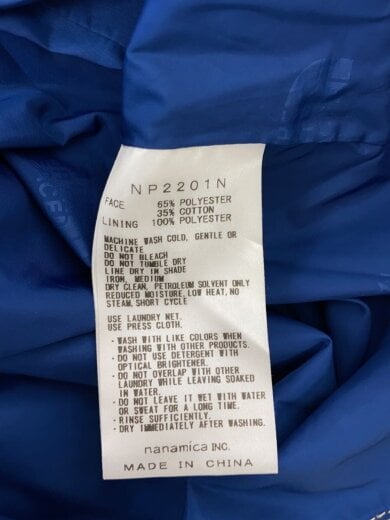 NP2201N
FACE 65% POLYESTER
35% COTTON
LINING 100% POLYESTER
MACHINE WASH COLD, GENTLE OR
DELICATE
DO NOT BLEACH
DO NOT TUMBLE DRY
LINE DRY IN SHADE
IRON, MEDIUM
DRY CLEAN, PETROLEUM SOLVENT ONLY
REDUCED MOISTURE, LOW HEAT, NO
STEAM, SHORT CYCLE
USE LAUNDRY NET.
USE PRESS CLOTH.
・WASH WITH LIKE COLORS WHEN
WASHING WITH OTHER PRODUCTS.
・DO NOT USE DETERGENT WITH
OPTICAL BRIGHTENER.
・DO NOT OVERLAP WITH OTHER
LAUNDRY WHILE LEAVING SOAKED
IN WATER.
・DO NOT LEAVE IT WET WITH WATER
OR SWEAT FOR A LONG TIME.
・RINSE SUFFICIENTLY.
・DRY IMMEDIATELY AFTER WASHING.
nanamica INC.
MADE IN CHINA